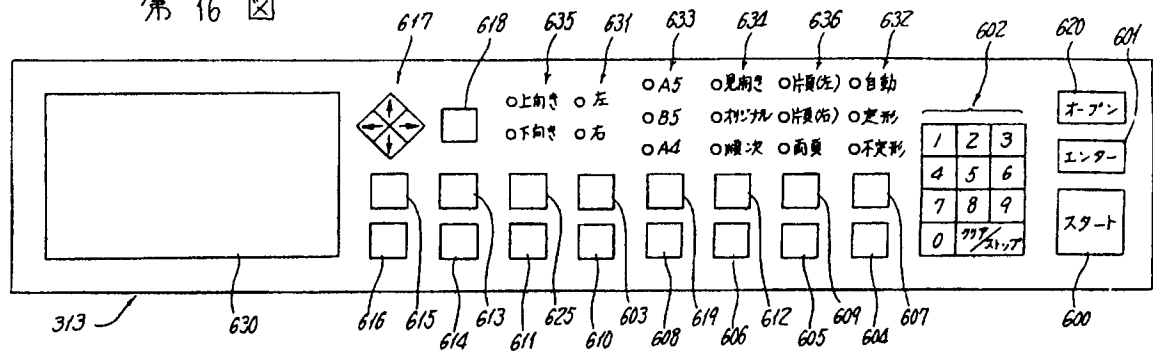 第16図
617 618 635 631 633 634 636 632 602 620 601
○上向き ○左 ○A5 ○見開き ○片頁(左) ○自動
○下向き ○右 ○B5 ○オリジナル ○片頁(右) ○定形
○A4 ○順次 ○両頁 ○不定形
1 2 3
4 5 6
7 8 9
0 クリア/ストップ
オープン
エンター
スタート
313 630 616 615 614 613 611 625 610 603 608 619 606 612 605 609 604 607 600